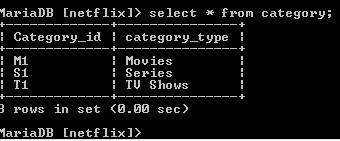 MariaDB [netflix]> select * from category;
+-------------+---------------+
| Category_id | category_type |
+-------------+---------------+
| M1          | Movies        |
| S1          | Series        |
| T1          | TV Shows      |
+-------------+---------------+
3 rows in set (0.00 sec)
MariaDB [netflix]>